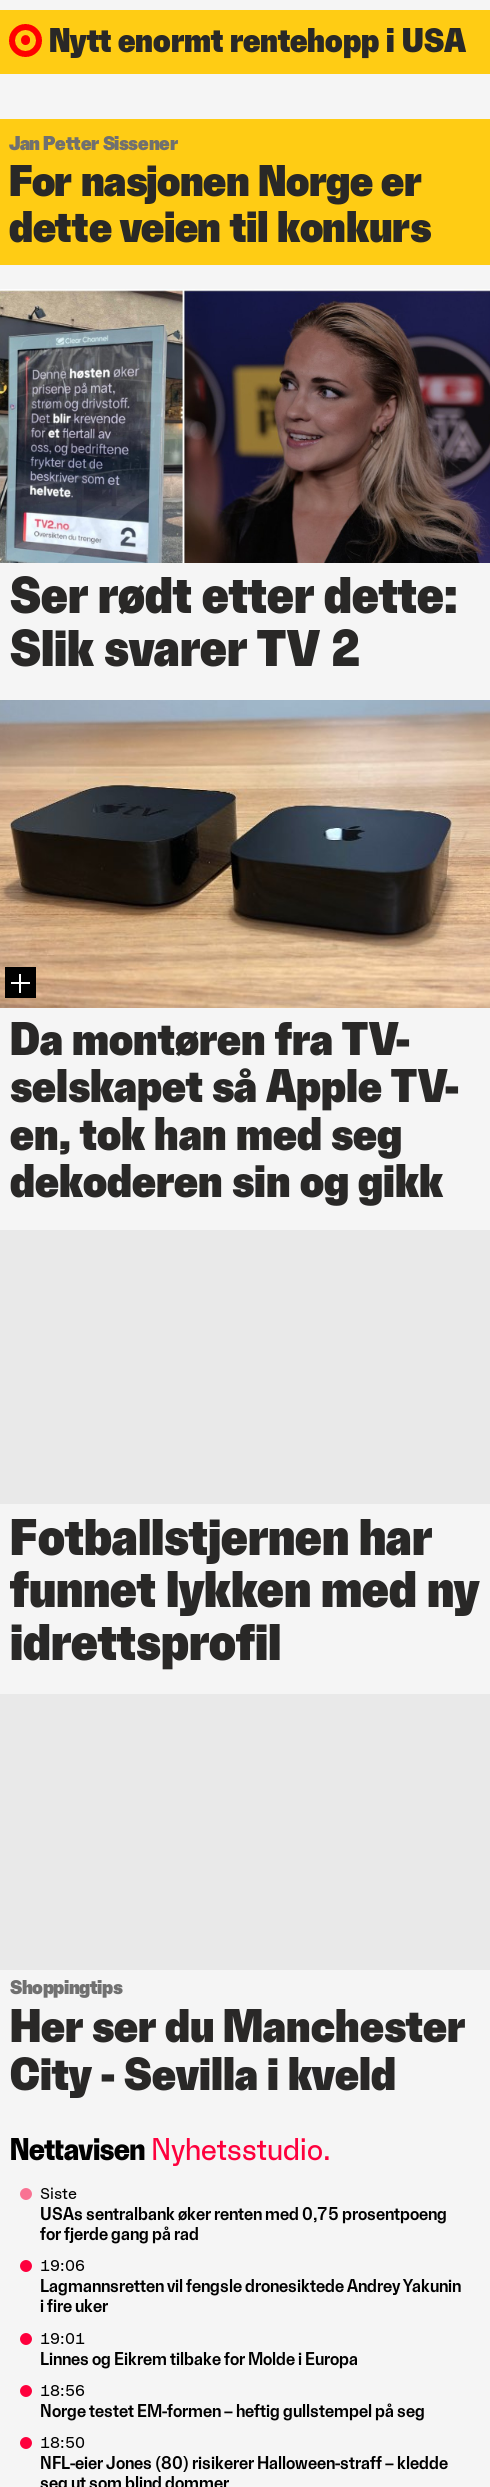 Nytt enormt rentehopp i USA
Jan Petter Sissener
For nasjonen Norge er
dette veien til konkurs
Clear Channel
Denne høsten øker
prisene på mat,
strøm og drivstoff.
Det blir krevende
for et flertall av
oss, og bedriftene
frykter det de
beskriver som et
helvete.
TV2.no
Oversikten du trenger
2
VG
Ser rødt etter dette:
Slik svarer TV 2
tv
Da montøren fra TV-
selskapet så Apple TV-
en, tok han med seg
dekoderen sin og gikk
Fotballstjernen har
funnet lykken med ny
idrettsprofil
Shoppingtips
Her ser du Manchester
City - Sevilla i kveld
Nettavisen Nyhetsstudio.
Siste
USAs sentralbank øker renten med 0,75 prosentpoeng
for fjerde gang på rad
19:06
Lagmannsretten vil fengsle dronesiktede Andrey Yakunin
i fire uker
19:01
Linnes og Eikrem tilbake for Molde i Europa
18:56
Norge testet EM-formen – heftig gullstempel på seg
18:50
NFL-eier Jones (80) risikerer Halloween-straff – kledde
seg ut som blind dommer